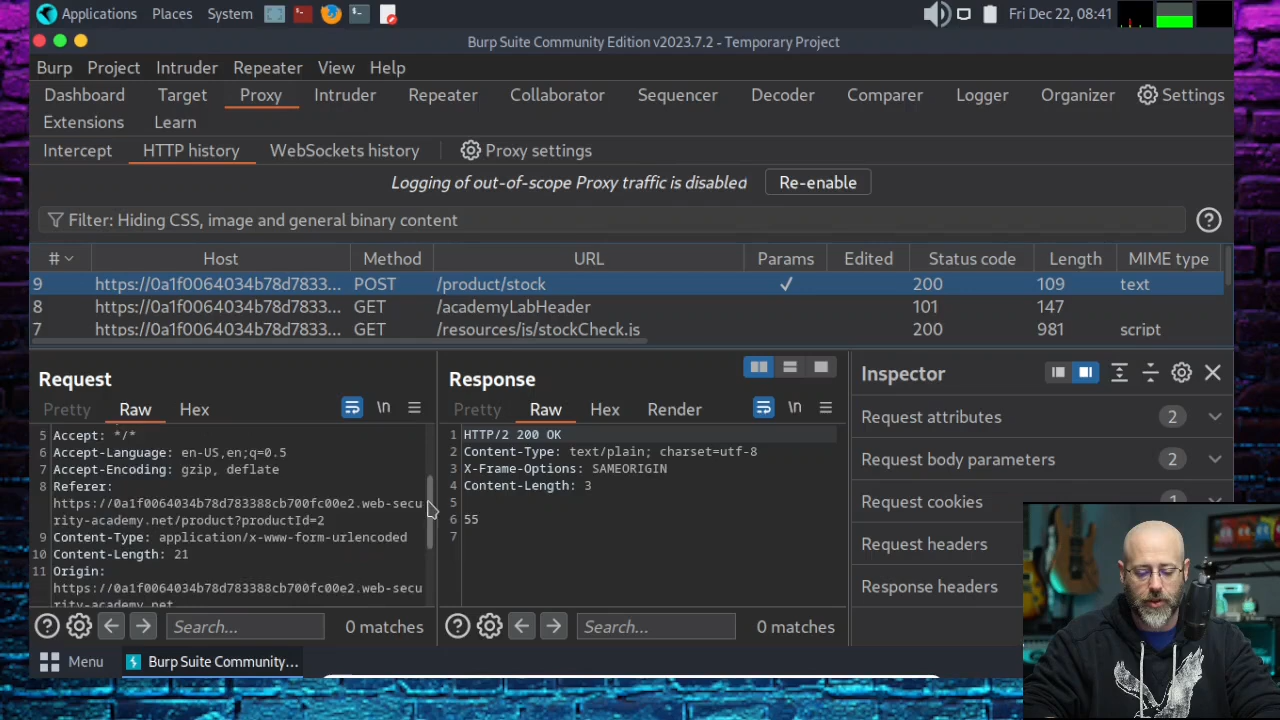 Applications Places System Fri Dec 22, 08:41
Burp Suite Community Edition v2023.7.2 - Temporary Project
Burp Project Intruder Repeater View Help
Dashboard Target Proxy Intruder Repeater Collaborator Sequencer Decoder Comparer Logger Organizer Settings
Extensions Learn
Intercept HTTP history WebSockets history Proxy settings
Logging of out-of-scope Proxy traffic is disabled Re-enable
Filter: Hiding CSS, image and general binary content ?
# Host Method URL Params Edited Status code Length MIME type
9 https://0a1f0064034b78d7833... POST /product/stock ✓ 200 109 text
8 https://0a1f0064034b78d7833... GET /academyLabHeader 101 147
7 https://0a1f0064034b78d7833... GET /resources/js/stockCheck.js 200 981 script
Request
Pretty Raw Hex \n
5 Accept: */*
6 Accept-Language: en-US,en;q=0.5
7 Accept-Encoding: gzip, deflate
8 Referer:
https://0a1f0064034b78d783388cb700fc00e2.web-secu
rity-academy.net/product?productId=2
9 Content-Type: application/x-www-form-urlencoded
10 Content-Length: 21
11 Origin:
https://0a1f0064034b78d783388cb700fc00e2.web-secu
rity-academy.net
? Search... 0 matches
Response
Pretty Raw Hex Render \n
1 HTTP/2 200 OK
2 Content-Type: text/plain; charset=utf-8
3 X-Frame-Options: SAMEORIGIN
4 Content-Length: 3
5
6 55
7
? Search... 0 matches
Inspector
Request attributes 2
Request body parameters 2
Request cookies
Request headers
Response headers
Menu Burp Suite Community...